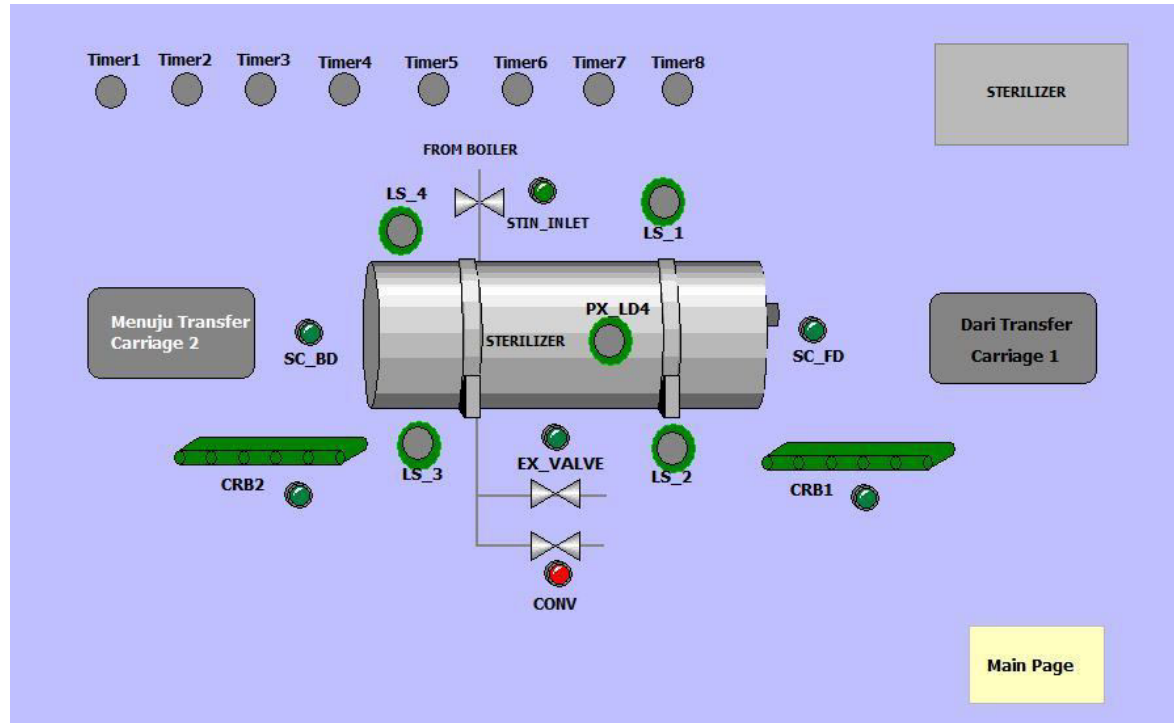 Timer1 Timer2 Timer3 Timer4 Timer5 Timer6 Timer7 Timer8
STERILIZER
FROM BOILER
LS_4
STIN_INLET
LS_1
Menuju Transfer
Carriage 2
SC_BD
STERILIZER
PX_LD4
SC_FD
Dari Transfer
Carriage 1
CRB2
LS_3
EX_VALVE
LS_2
CRB1
CONV
Main Page